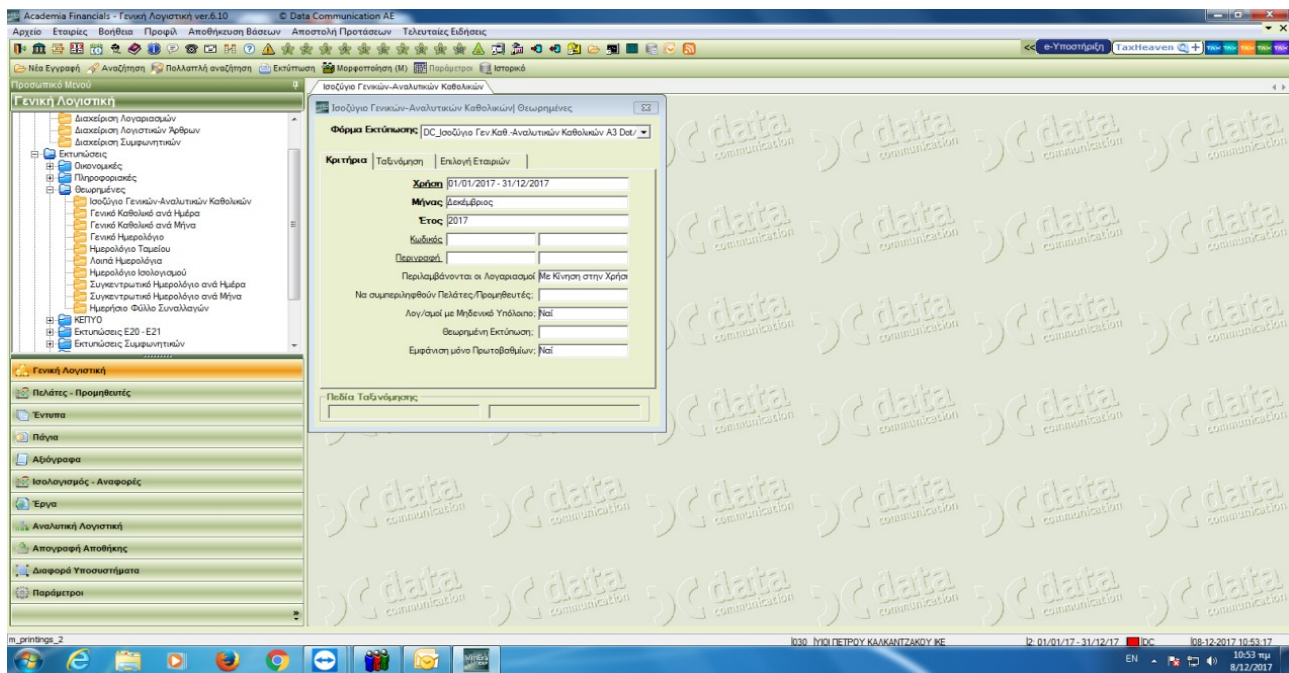 Academia Financials - Γενική Λογιστική ver.6.10 © Data Communication AE
Αρχείο Εταιρίες Βοήθεια Προφίλ Αποθήκευση Βάσεων Αποστολή Προτάσεων Τελευταίες Ειδήσεις
e-Υποστήριξη TaxHeaven
Νέα Εγγραφή Αναζήτηση Πολλαπλή αναζήτηση Εκτύπωση Μορφοποίηση (M) Παράμετροι Ιστορικό
Προσωπικό Μενού
Γενική Λογιστική
Διαχείριση Λογαριασμών
Διαχείριση Λογιστικών Άρθρων
Διαχείριση Συμφωνητικών
Εκτυπώσεις
Οικονομικές
Πληροφοριακές
Θεωρημένες
Ισοζύγιο Γενικών-Αναλυτικών Καθολικών
Γενικό Καθολικό ανά Ημέρα
Γενικό Καθολικό ανά Μήνα
Γενικό Ημερολόγιο
Ημερολόγιο Ταμείου
Λοιπά Ημερολόγια
Ημερολόγιο Ισολογισμού
Συγκεντρωτικό Ημερολόγιο ανά Ημέρα
Συγκεντρωτικό Ημερολόγιο ανά Μήνα
Ημερήσιο Φύλλο Συναλλαγών
ΚΕΠΥΟ
Εκτυπώσεις Ε20 - Ε21
Εκτυπώσεις Συμφωνητικών
Γενική Λογιστική
Πελάτες - Προμηθευτές
Έντυπα
Πάγια
Αξιόγραφα
Ισολογισμός - Αναφορές
Έργα
Αναλυτική Λογιστική
Απογραφή Αποθήκης
Διαφορά Υποσυστήματα
Παράμετροι
Ισοζύγιο Γενικών-Αναλυτικών Καθολικών
Ισοζύγιο Γενικών-Αναλυτικών Καθολικών| Θεωρημένες
Φόρμα Εκτύπωσης DC_Ισοζύγιο Γεν.Καθ.-Αναλυτικών Καθολικών A3 Dot/
Κριτήρια Ταξινόμηση Επιλογή Εταιριών
Χρήση 01/01/2017 - 31/12/2017
Μήνας Δεκέμβριος
Έτος 2017
Κωδικός
Περιγραφή
Περιλαμβάνονται οι Λογαριασμοί Με Κίνηση στην Χρήση
Να συμπεριληφθούν Πελάτες/Προμηθευτές;
Λογ/σμοί με Μηδενικό Υπόλοιπο; Ναί
Θεωρημένη Εκτύπωση;
Εμφάνιση μόνο Πρωτοβαθμίων; Ναί
Πεδία Ταξινόμησης
data communication
m_printings_2 030 ΥΙΟΙ ΠΕΤΡΟΥ ΚΑΛΚΑΝΤΖΑΚΟΥ ΙΚΕ 2: 01/01/17 - 31/12/17 DC 08-12-2017 10:53:17
EN 10:53 πμ
8/12/2017